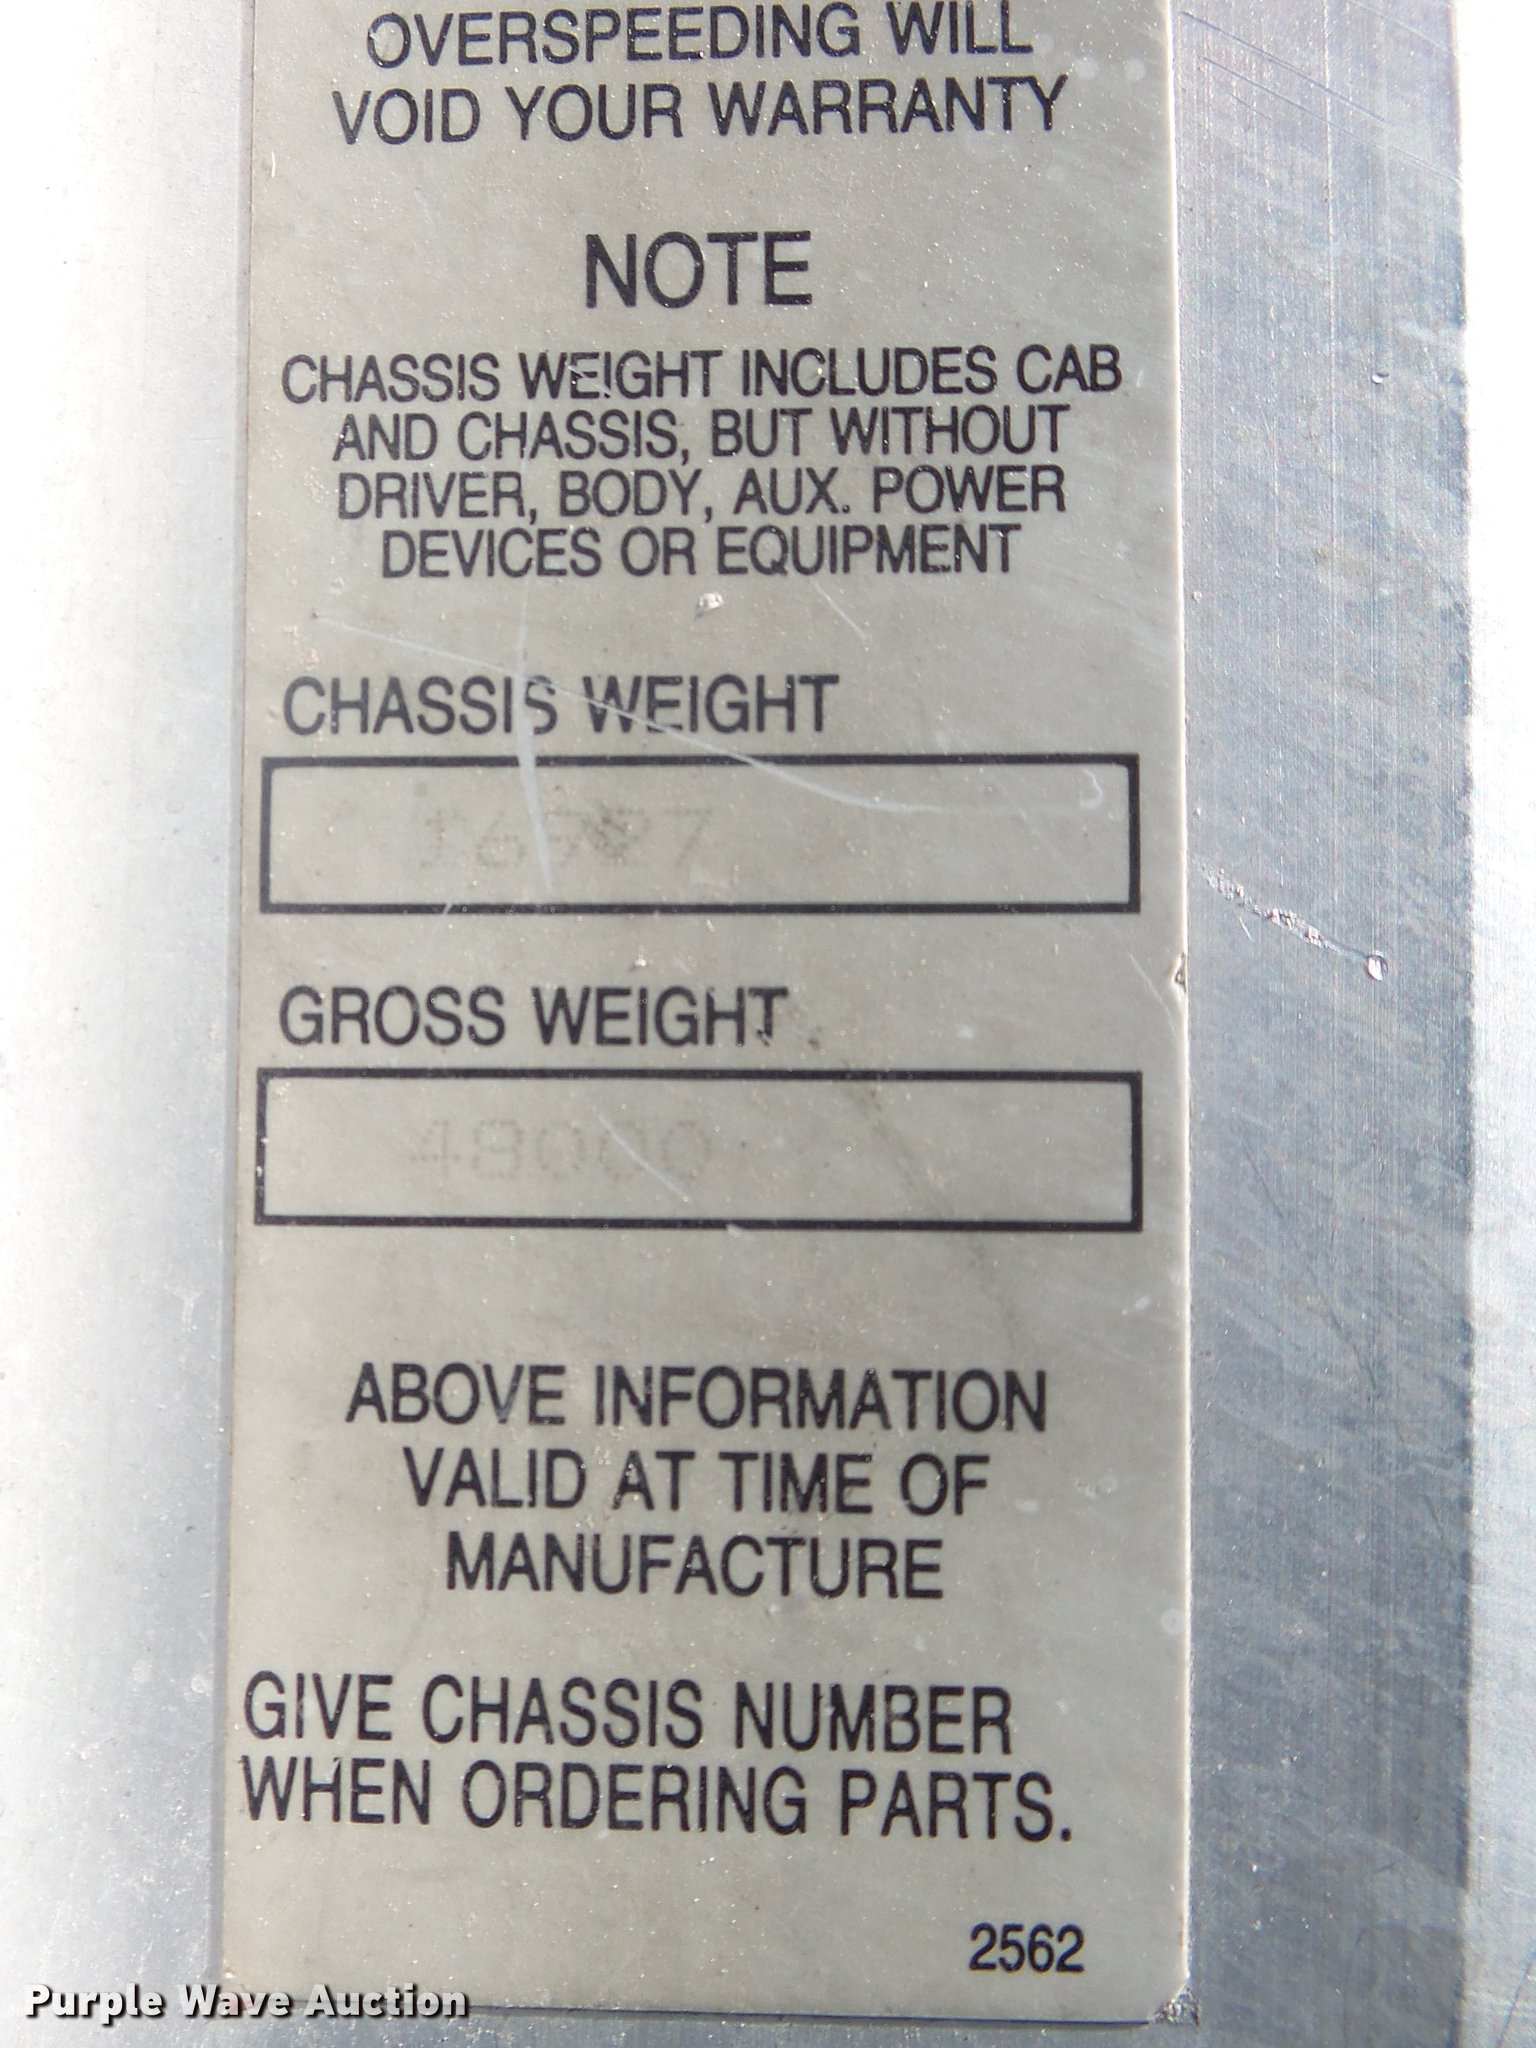 OVERSPEEDING WILL
VOID YOUR WARRANTY
NOTE
CHASSIS WEIGHT INCLUDES CAB
AND CHASSIS, BUT WITHOUT
DRIVER, BODY, AUX. POWER
DEVICES OR EQUIPMENT
CHASSIS WEIGHT
GROSS WEIGHT
48000
ABOVE INFORMATION
VALID AT TIME OF
MANUFACTURE
GIVE CHASSIS NUMBER
WHEN ORDERING PARTS.
2562
Purple Wave Auction